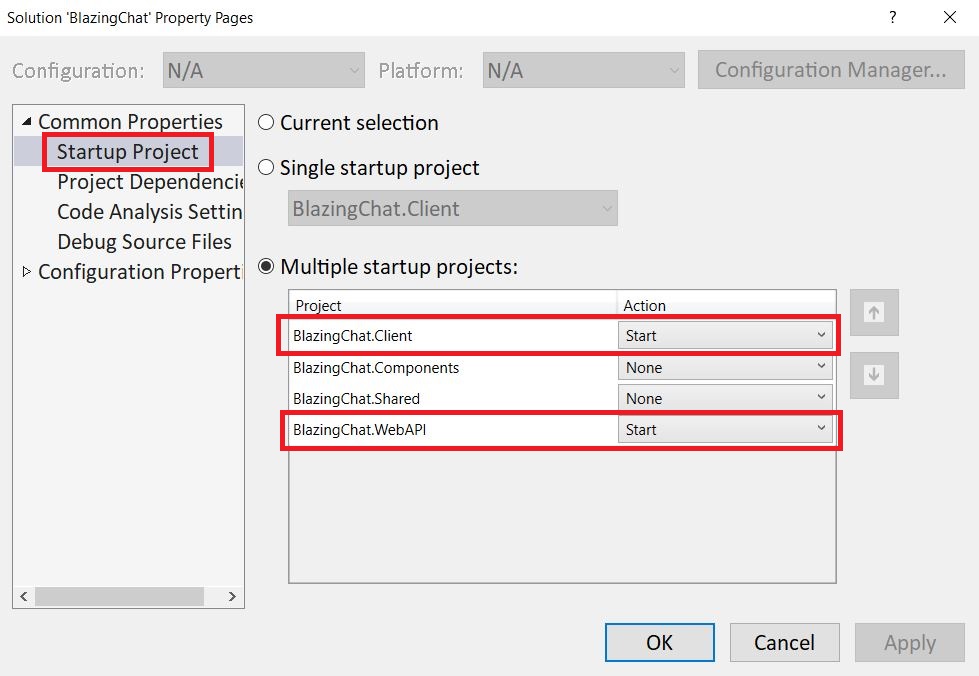 Solution 'BlazingChat' Property Pages
?
Configuration:
N/A
Platform:
N/A
Configuration Manager...
Common Properties
Startup Project
Project Dependencie
Code Analysis Settin
Debug Source Files
Configuration Properti
Current selection
Single startup project
BlazingChat.Client
Multiple startup projects:
Project Action
BlazingChat.Client Start
BlazingChat.Components None
BlazingChat.Shared None
BlazingChat.WebAPI Start
OK Cancel Apply